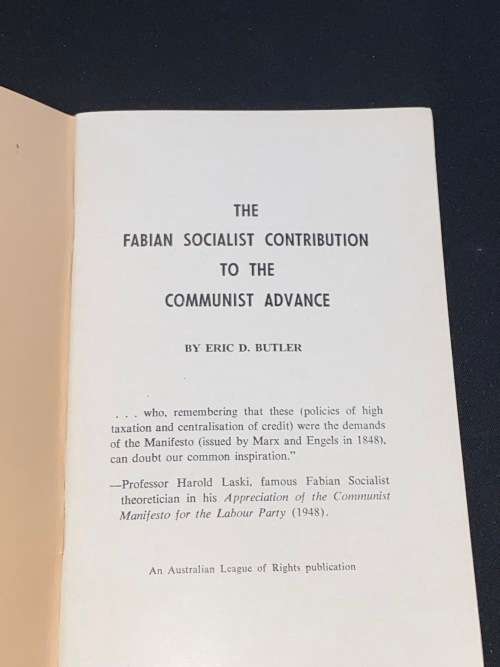 THE
FABIAN SOCIALIST CONTRIBUTION
TO THE
COMMUNIST ADVANCE
BY ERIC D. BUTLER
. . . who, remembering that these (policies of high
taxation and centralisation of credit) were the demands
of the Manifesto (issued by Marx and Engels in 1848),
can doubt our common inspiration."
—Professor Harold Laski, famous Fabian Socialist
theoretician in his Appreciation of the Communist
Manifesto for the Labour Party (1948).
An Australian League of Rights publication